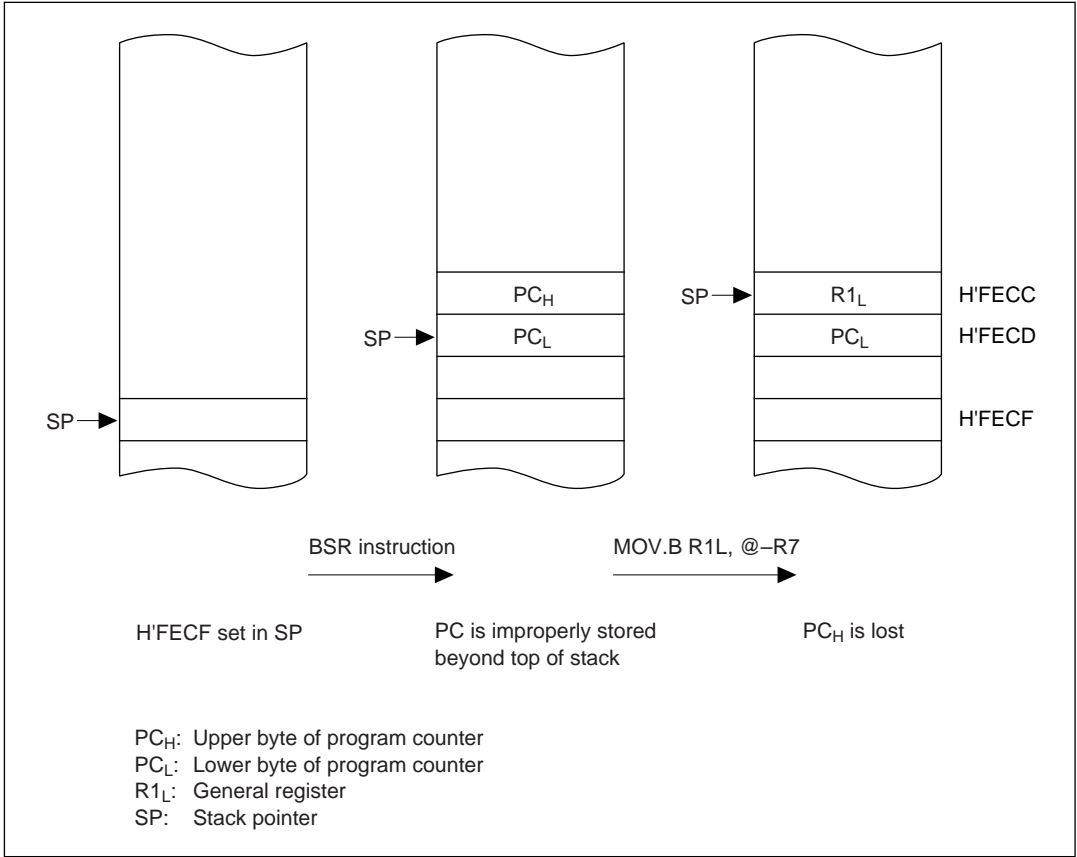 PCH
SP
R1L
H'FECC
SP
PCL
PCL
H'FECD
SP
H'FECF
BSR instruction
MOV.B R1L, @–R7
H'FECF set in SP
PC is improperly stored
beyond top of stack
PCH is lost
PCH: Upper byte of program counter
PCL: Lower byte of program counter
R1L: General register
SP: Stack pointer